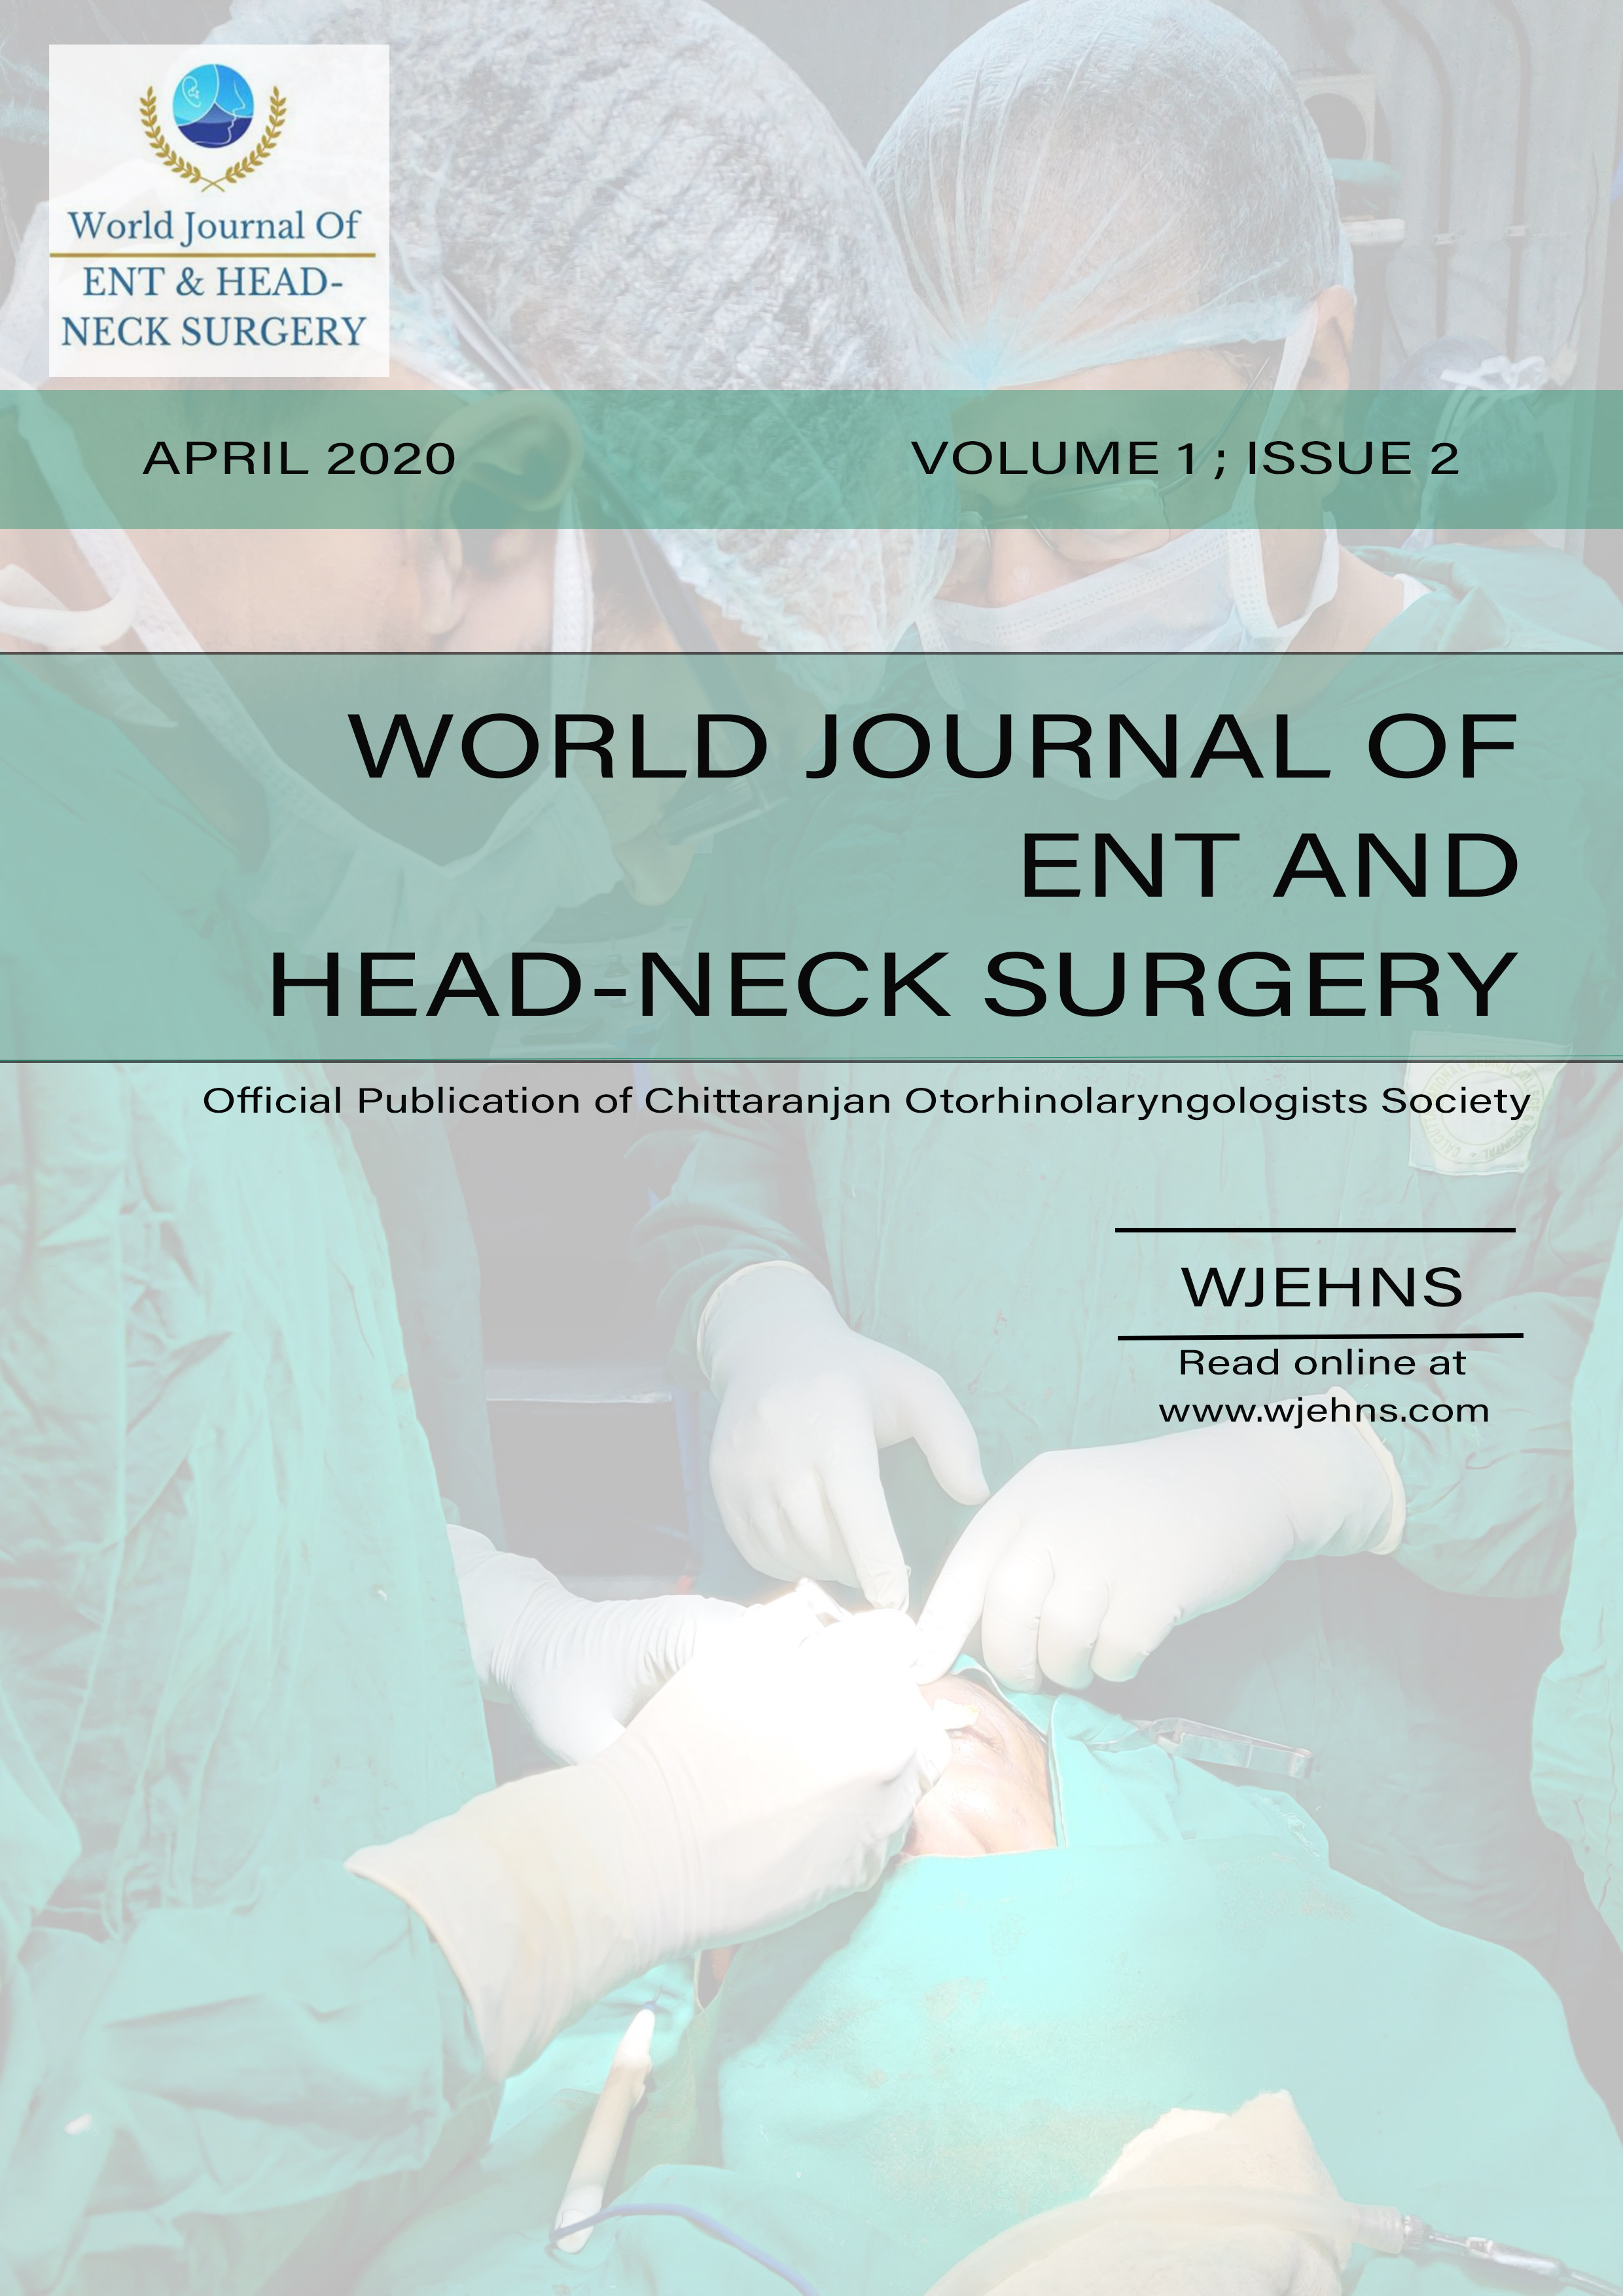 World Journal Of
ENT & HEAD-
NECK SURGERY
APRIL 2020
VOLUME 1 ; ISSUE 2
WORLD JOURNAL OF
ENT AND
HEAD-NECK SURGERY
Official Publication of Chittaranjan Otorhinolaryngologists Society
WJEHNS
Read online at
www.wjehns.com